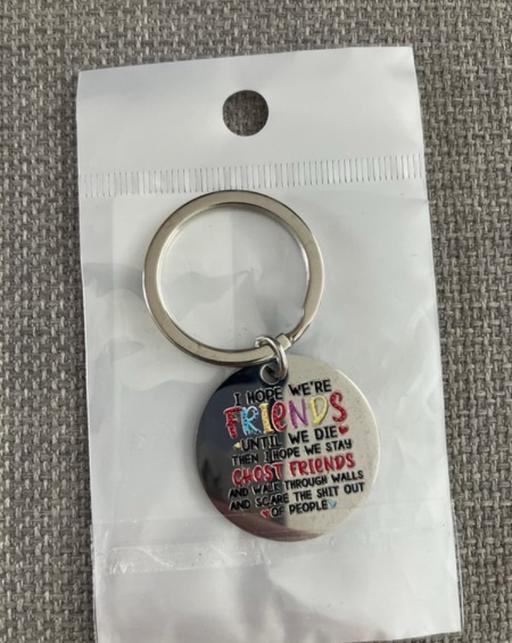 I HOPE WE'RE
FRIENDS
UNTIL WE DIE
THEN I HOPE WE STAY
GHOST FRIENDS
AND WALK THROUGH WALLS
AND SCARE THE SHIT OUT
OF PEOPLE